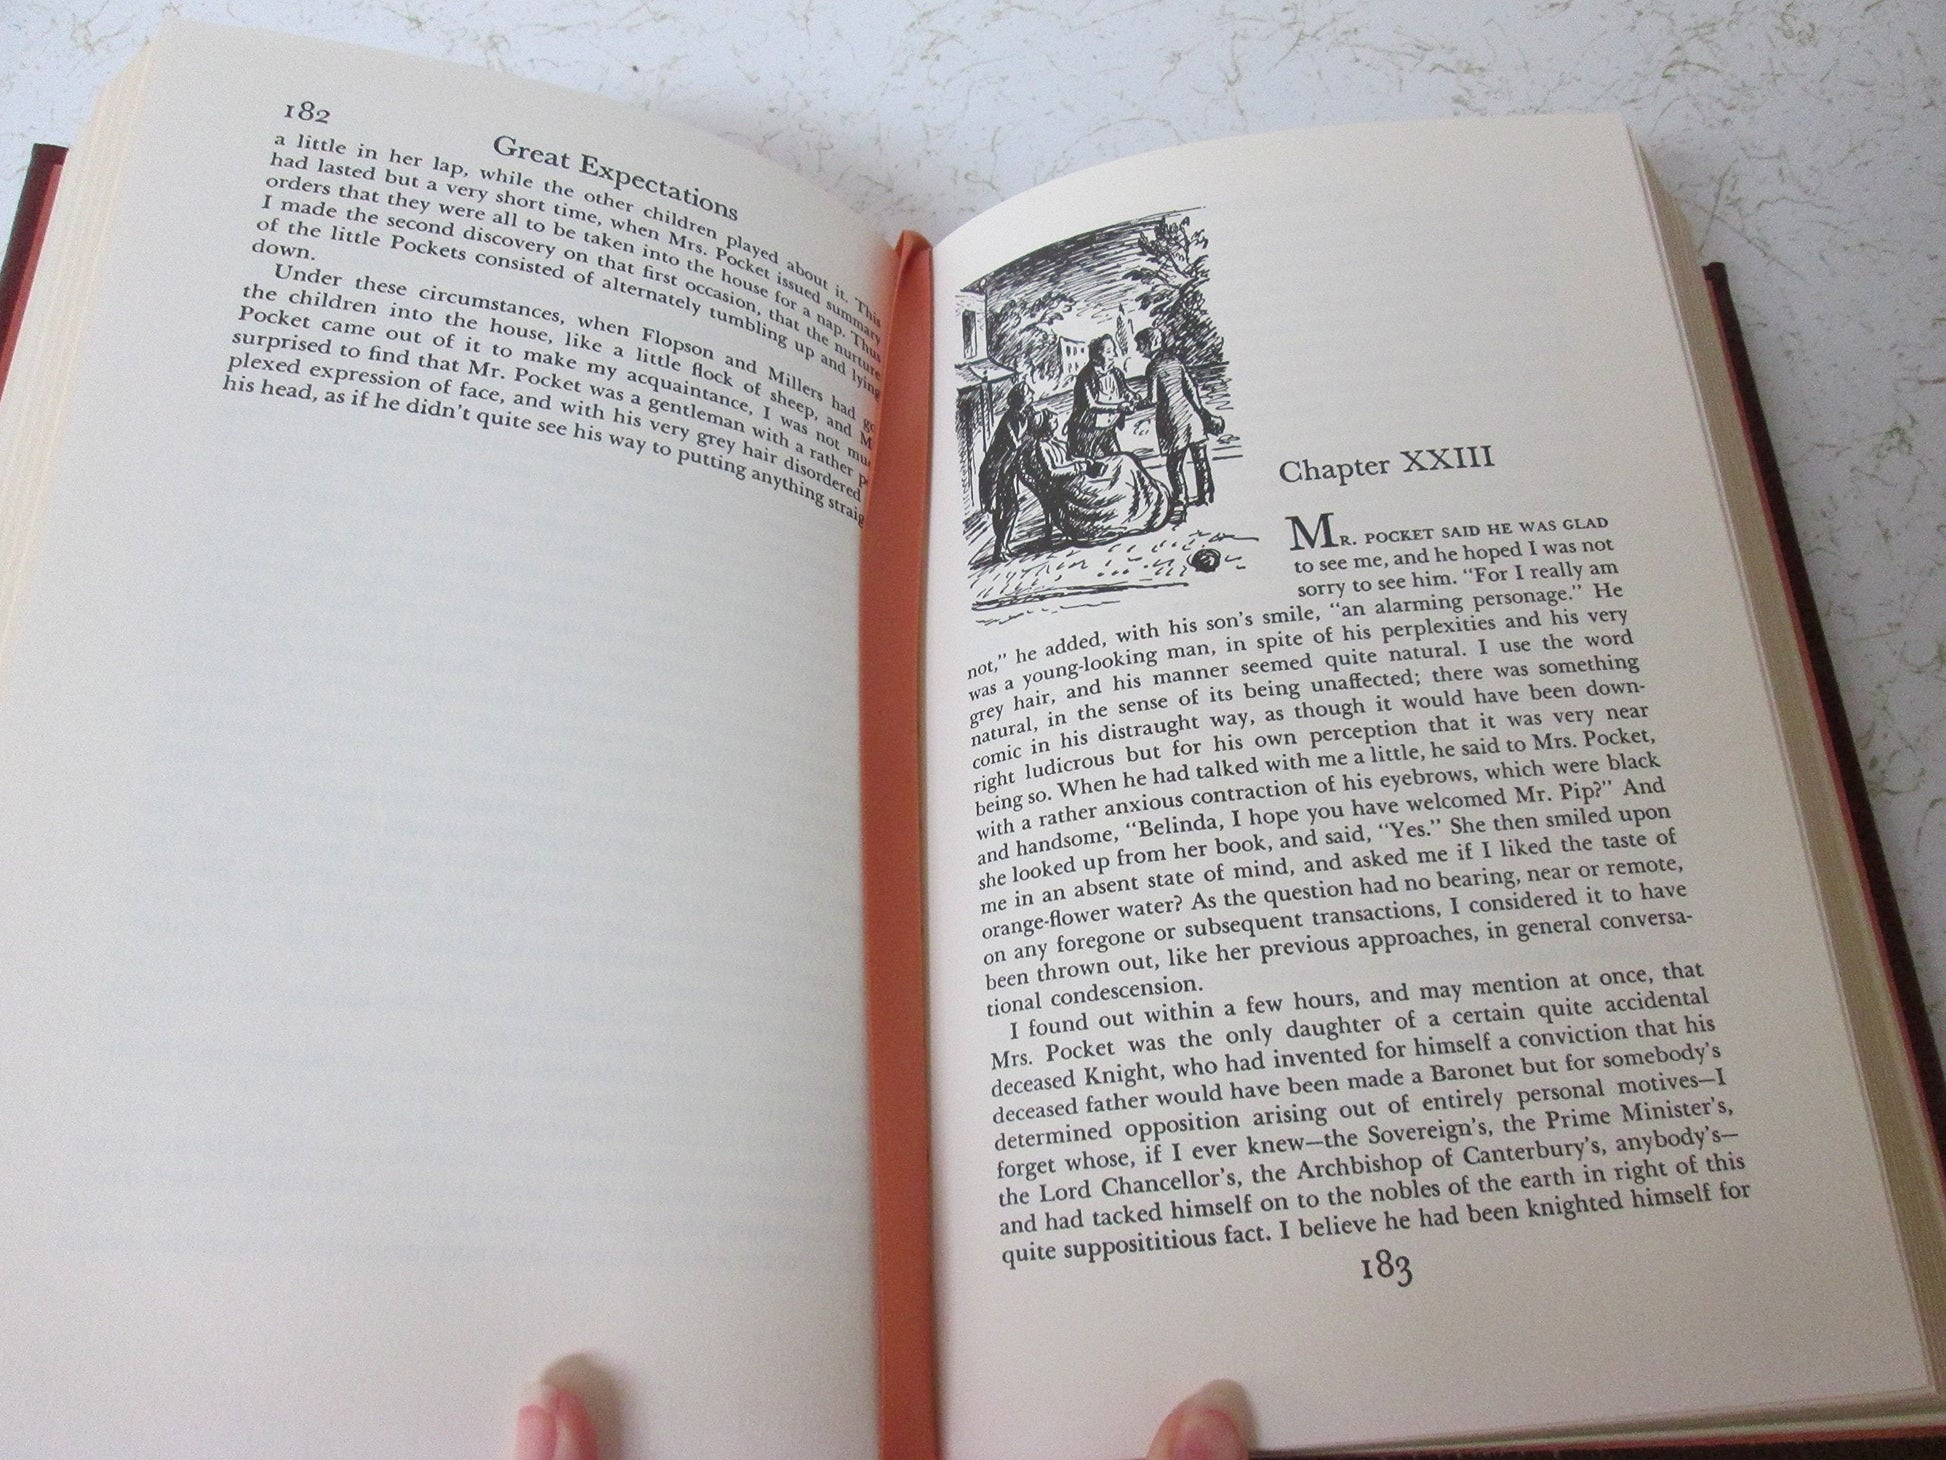 182
Great Expectations
a little in her lap, while the other children played about it. This
had lasted but a very short time, when Mrs. Pocket issued summary
orders that they were all to be taken into the house for a nap. Thus
I made the second discovery on that first occasion, that the nurture
of the little Pockets consisted of alternately tumbling up and lying
down.
Under these circumstances, when Flopson and Millers had
the children into the house, like a little flock of sheep, and
Pocket came out of it to make my acquaintance, I was not
surprised to find that Mr. Pocket was a gentleman with a rather
plexed expression of face, and with his very grey hair disordered
his head, as if he didn't quite see his way to putting anything
Chapter XXIII
MR. POCKET SAID HE WAS GLAD
to see me, and he hoped I was not
sorry to see him. "For I really am
not," he added, with his son's smile, "an alarming personage." He
was a young-looking man, in spite of his perplexities and his very
grey hair, and his manner seemed quite natural. I use the word
natural, in the sense of its being unaffected; there was something
comic in his distraught way, as though it would have been down-
right ludicrous but for his own perception that it was very near
being so. When he had talked with me a little, he said to Mrs. Pocket,
with a rather anxious contraction of his eyebrows, which were black
and handsome, "Belinda, I hope you have welcomed Mr. Pip?" And
she looked up from her book, and said, "Yes." She then smiled upon
me in an absent state of mind, and asked me if I liked the taste of
orange-flower water? As the question had no bearing, near or remote,
on any foregone or subsequent transactions, I considered it to have
been thrown out, like her previous approaches, in general conversa-
tional condescension.
I found out within a few hours, and may mention at once, that
Mrs. Pocket was the only daughter of a certain quite accidental
deceased Knight, who had invented for himself a conviction that his
deceased father would have been made a Baronet but for somebody's
determined opposition arising out of entirely personal motives—I
forget whose, if I ever knew—the Sovereign's, the Prime Minister's,
the Lord Chancellor's, the Archbishop of Canterbury's, anybody's—
and had tacked himself on to the nobles of the earth in right of this
quite supposititious fact. I believe he had been knighted himself for
183